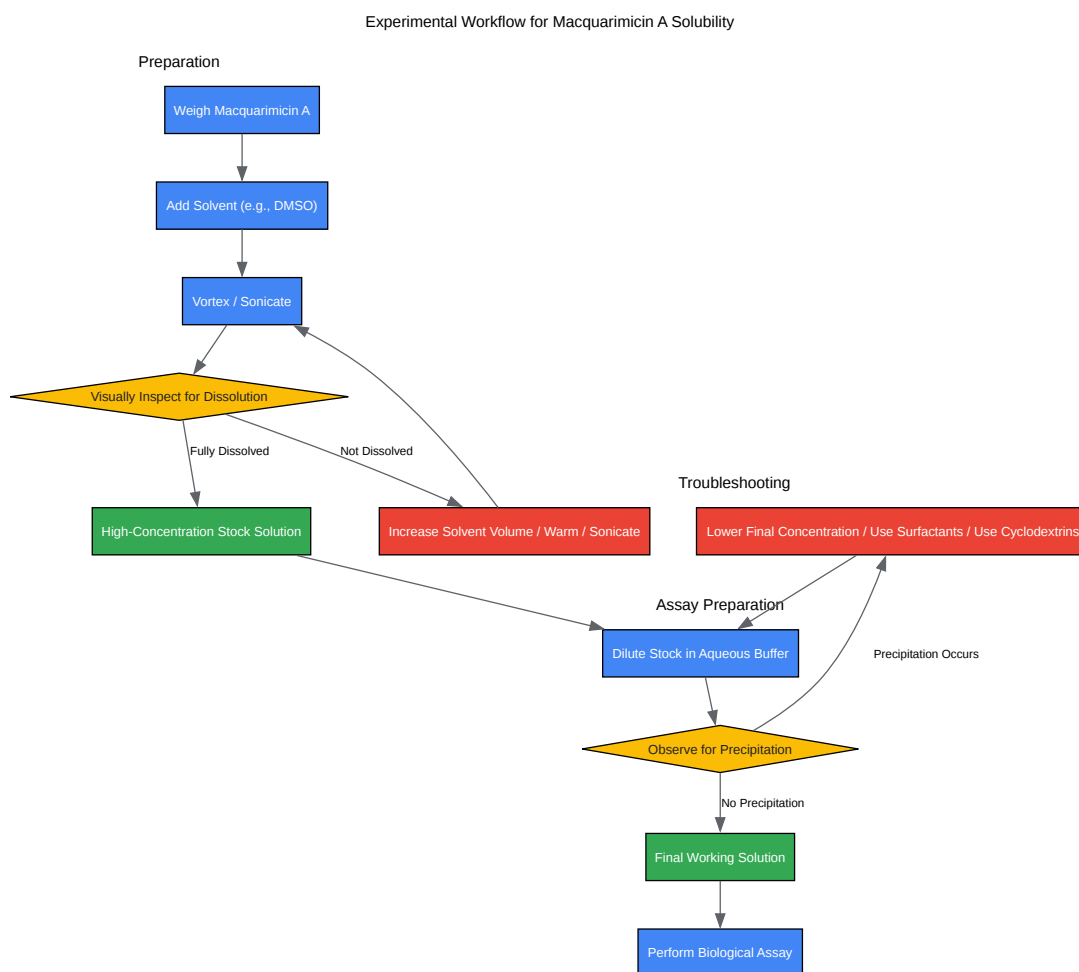 Experimental Workflow for Macquarimicin A Solubility
Preparation
Weigh Macquarimicin A
Add Solvent (e.g., DMSO)
Vortex / Sonicate
Visually Inspect for Dissolution
Fully Dissolved
Not Dissolved
High-Concentration Stock Solution
Increase Solvent Volume / Warm / Sonicate
Troubleshooting
Lower Final Concentration / Use Surfactants / Use Cyclodextrins
Assay Preparation
Dilute Stock in Aqueous Buffer
Precipitation Occurs
Observe for Precipitation
No Precipitation
Final Working Solution
Perform Biological Assay